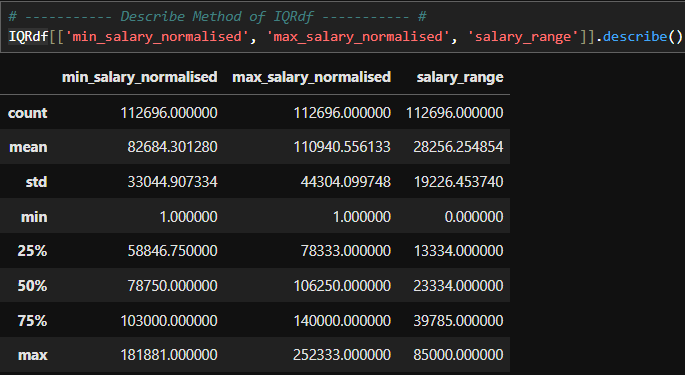 # ----------- Describe Method of IQRdf ----------- #
IQRdf[['min_salary_normalised', 'max_salary_normalised', 'salary_range']].describe()
min_salary_normalised max_salary_normalised salary_range
count 112696.000000 112696.000000 112696.000000
mean 82684.301280 110940.556133 28256.254854
std 33044.907334 44304.099748 19226.453740
min 1.000000 1.000000 0.000000
25% 58846.750000 78333.000000 13334.000000
50% 78750.000000 106250.000000 23334.000000
75% 103000.000000 140000.000000 39785.000000
max 181881.000000 252333.000000 85000.000000